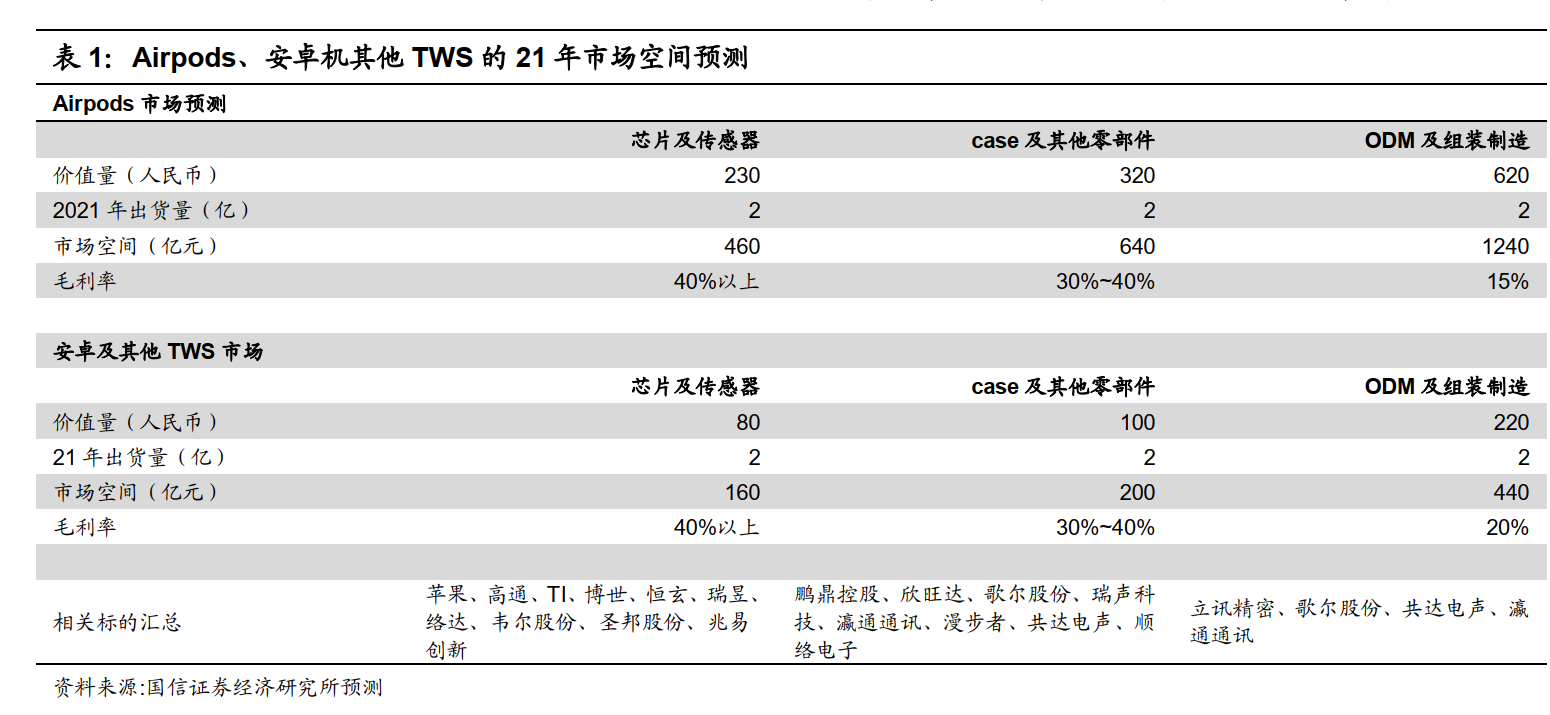 表 1：Airpods、安卓机其他 TWS 的 21 年市场空间预测
Airpods 市场预测
芯片及传感器 case 及其他零部件 ODM 及组装制造
价值量（人民币） 230 320 620
2021 年出货量（亿） 2 2 2
市场空间（亿元） 460 640 1240
毛利率 40%以上 30%~40% 15%
安卓及其他 TWS 市场
芯片及传感器 case 及其他零部件 ODM 及组装制造
价值量（人民币） 80 100 220
21 年出货量（亿） 2 2 2
市场空间（亿元） 160 200 440
毛利率 40%以上 30%~40% 20%
相关标的汇总
苹果、高通、TI、博世、恒玄、瑞昱、
络达、韦尔股份、圣邦股份、兆易
创新
鹏鼎控股、欣旺达、歌尔股份、瑞声科
技、瀛通通讯、漫步者、共达电声、顺
络电子
立讯精密、歌尔股份、共达电声、瀛
通通讯
资料来源:国信证券经济研究所预测